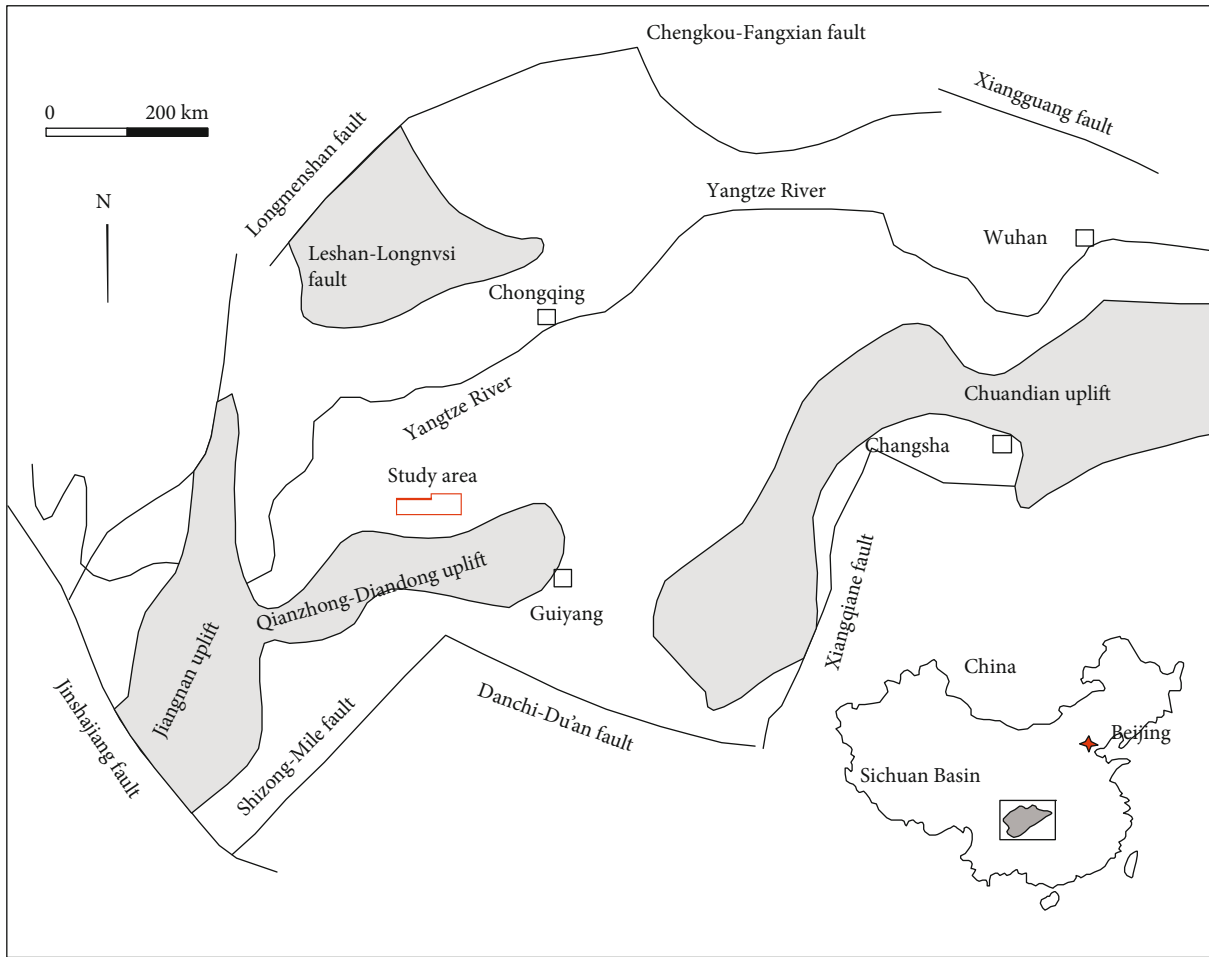 Chengkou-Fangxian fault
Xiangguang fault
0 200 km
Longmenshan fault
N
Yangtze River
Wuhan
Leshan-Longnvsi
fault
Chongqing
Chuandian uplift
Yangtze River
Changsha
Study area
Qianzhong-Diandong uplift
Guiyang
Xiangqiane fault
Jiangnan uplift
Jinshajiang fault
Shizong-Mile fault
Danchi-Du'an fault
China
Beijing
Sichuan Basin